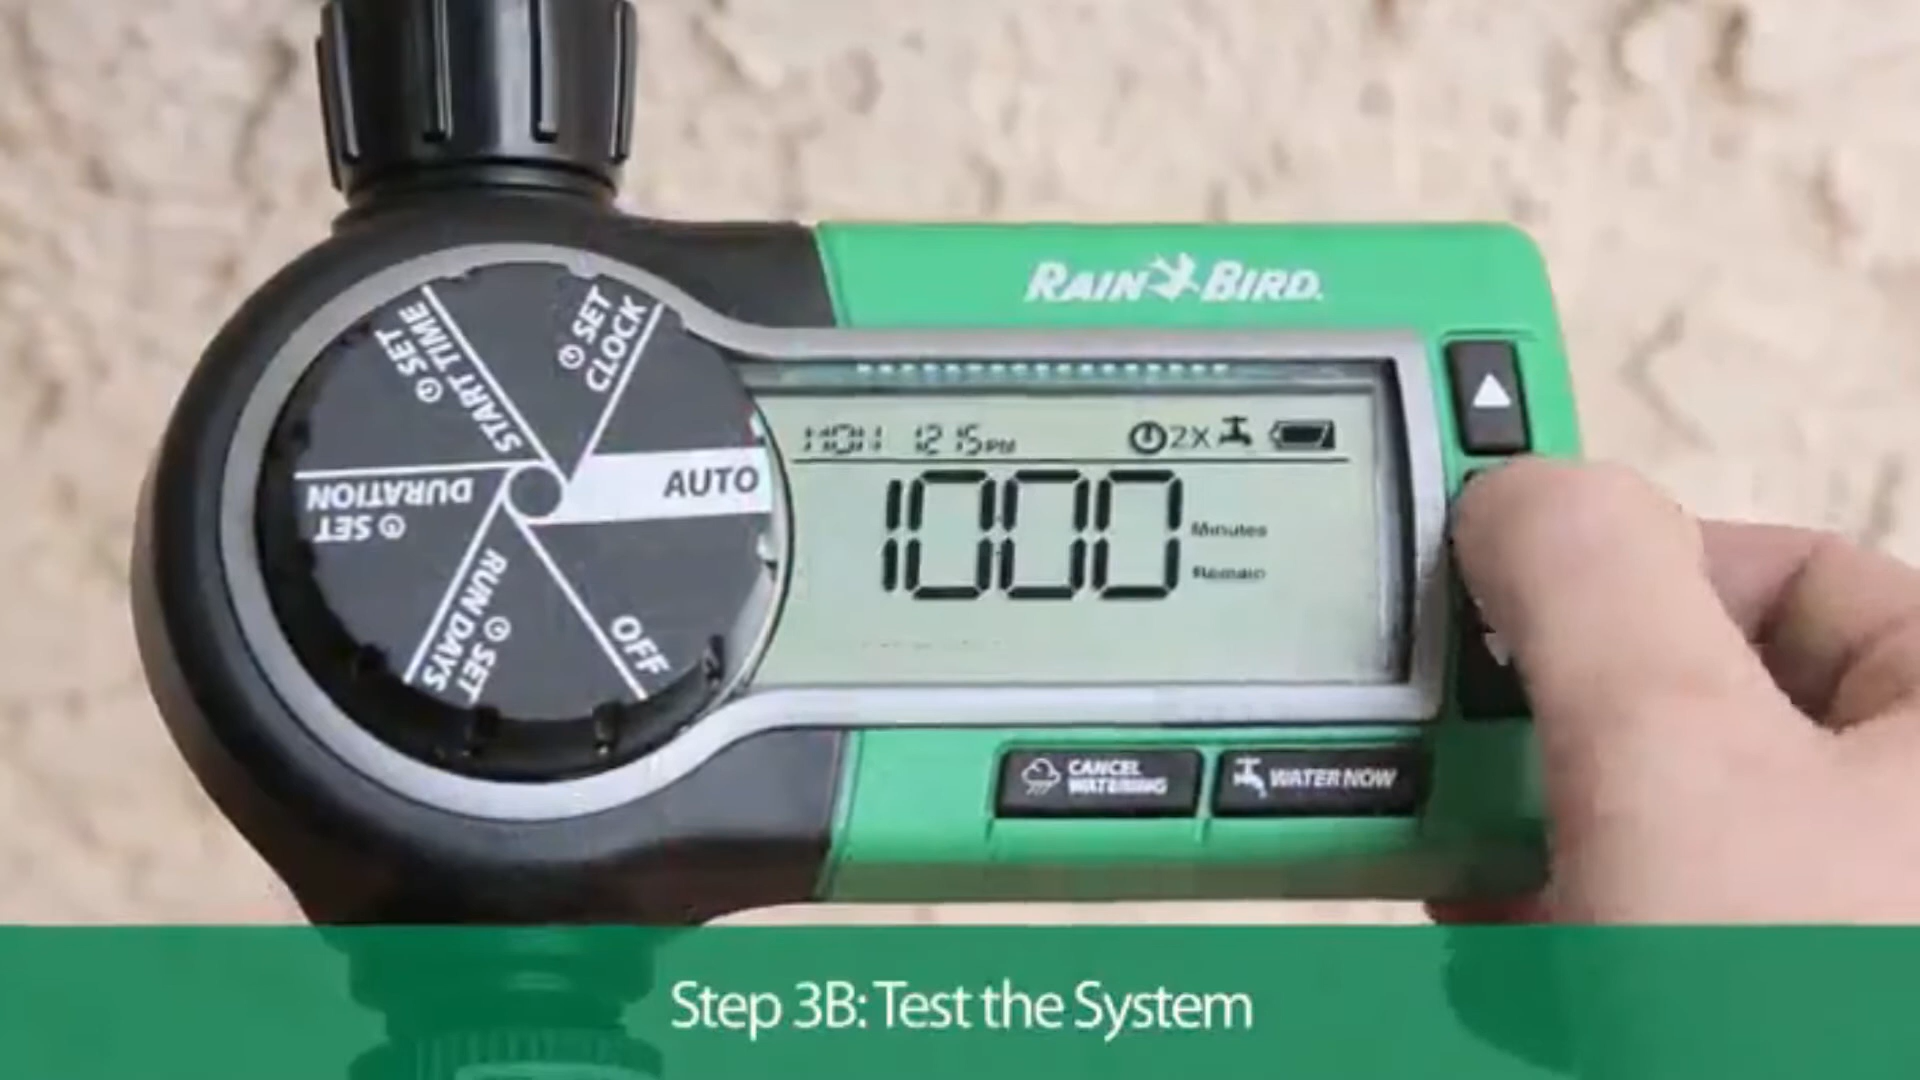 RAIN BIRD
SET
CLOCK
SET
START TIME
AUTO
SET
DURATION
SET
RUN DAYS
OFF
MON 12 15 PM 2X
1000
Minutes
Remain
CANCEL
WATERING
WATER NOW
Step 3B: Test the System